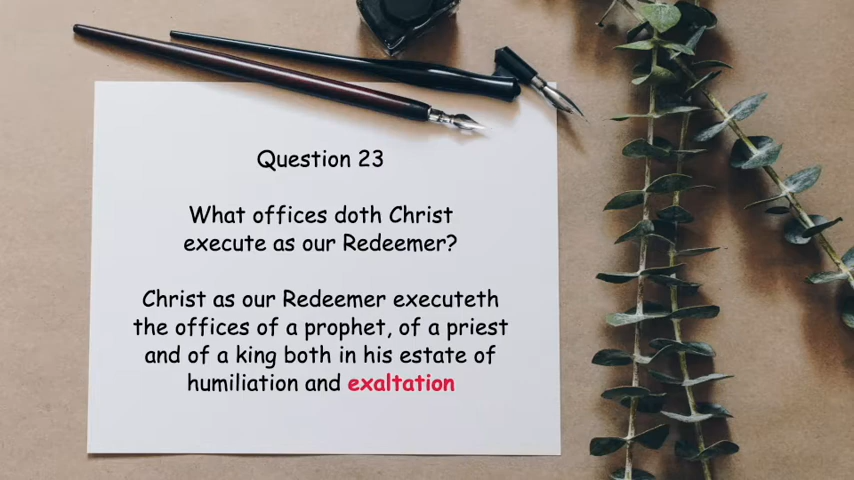 Question 23
What offices doth Christ
execute as our Redeemer?
Christ as our Redeemer executeth
the offices of a prophet, of a priest
and of a king both in his estate of
humiliation and exaltation